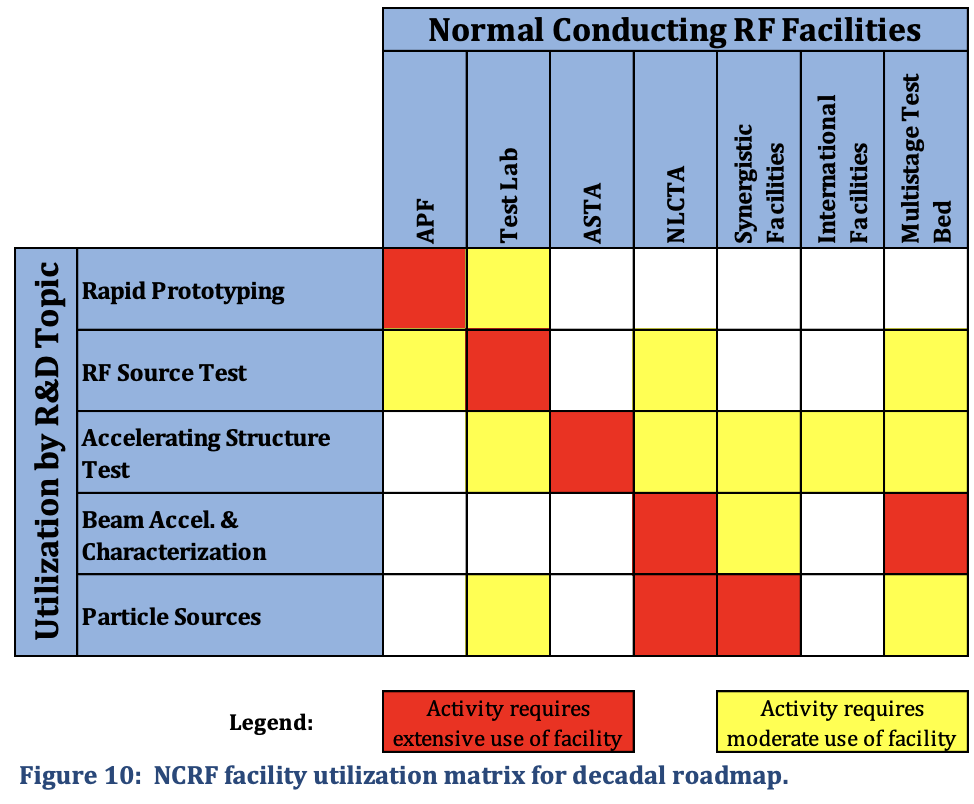 Normal Conducting RF Facilities
APF
Test Lab
ASTA
NLCTA
Synergistic
Facilities
International
Facilities
Multistage Test
Bed
Utilization by R&D Topic
Rapid Prototyping
RF Source Test
Accelerating Structure
Test
Beam Accel. &
Characterization
Particle Sources
Legend:
Activity requires
extensive use of facility
Activity requires
moderate use of facility
Figure 10: NCRF facility utilization matrix for decadal roadmap.